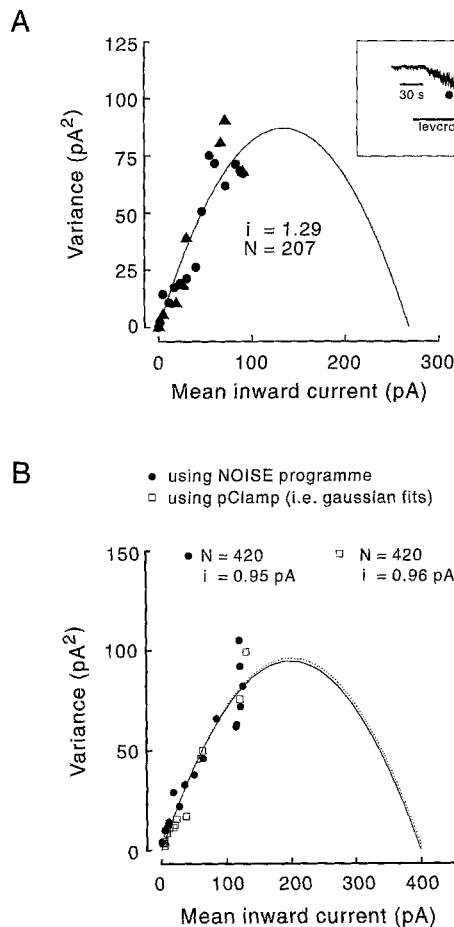 A
125
100
75
50
25
0
Variance (pA²)
30 s
levcro
i = 1.29
N = 207
0 100 200 300
Mean inward current (pA)
B
● using NOISE programme
□ using pClamp (i.e. gaussian fits)
150
100
50
0
Variance (pA²)
● N = 420
i = 0.95 pA
□ N = 420
i = 0.96 pA
0 100 200 300 400
Mean inward current (pA)